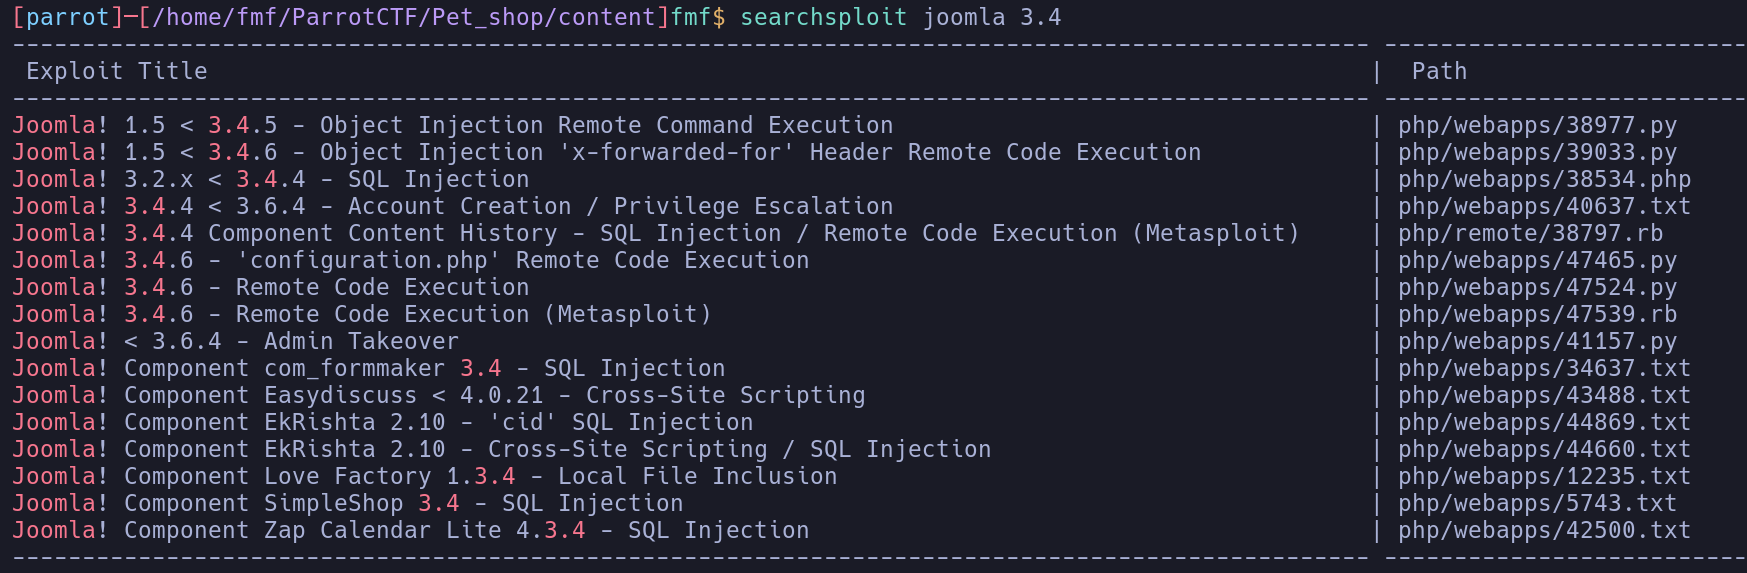 [parrot]─[/home/fmf/ParrotCTF/Pet_shop/content]fmf$ searchsploit joomla 3.4
------------------------------------------------------------------------------------------------- --------------------------
 Exploit Title | Path
------------------------------------------------------------------------------------------------- --------------------------
Joomla! 1.5 < 3.4.5 - Object Injection Remote Command Execution | php/webapps/38977.py
Joomla! 1.5 < 3.4.6 - Object Injection 'x-forwarded-for' Header Remote Code Execution | php/webapps/39033.py
Joomla! 3.2.x < 3.4.4 - SQL Injection | php/webapps/38534.php
Joomla! 3.4.4 < 3.6.4 - Account Creation / Privilege Escalation | php/webapps/40637.txt
Joomla! 3.4.4 Component Content History - SQL Injection / Remote Code Execution (Metasploit) | php/remote/38797.rb
Joomla! 3.4.6 - 'configuration.php' Remote Code Execution | php/webapps/47465.py
Joomla! 3.4.6 - Remote Code Execution | php/webapps/47524.py
Joomla! 3.4.6 - Remote Code Execution (Metasploit) | php/webapps/47539.rb
Joomla! < 3.6.4 - Admin Takeover | php/webapps/41157.py
Joomla! Component com_formmaker 3.4 - SQL Injection | php/webapps/34637.txt
Joomla! Component Easydiscuss < 4.0.21 - Cross-Site Scripting | php/webapps/43488.txt
Joomla! Component EkRishta 2.10 - 'cid' SQL Injection | php/webapps/44869.txt
Joomla! Component EkRishta 2.10 - Cross-Site Scripting / SQL Injection | php/webapps/44660.txt
Joomla! Component Love Factory 1.3.4 - Local File Inclusion | php/webapps/12235.txt
Joomla! Component SimpleShop 3.4 - SQL Injection | php/webapps/5743.txt
Joomla! Component Zap Calendar Lite 4.3.4 - SQL Injection | php/webapps/42500.txt
------------------------------------------------------------------------------------------------- --------------------------